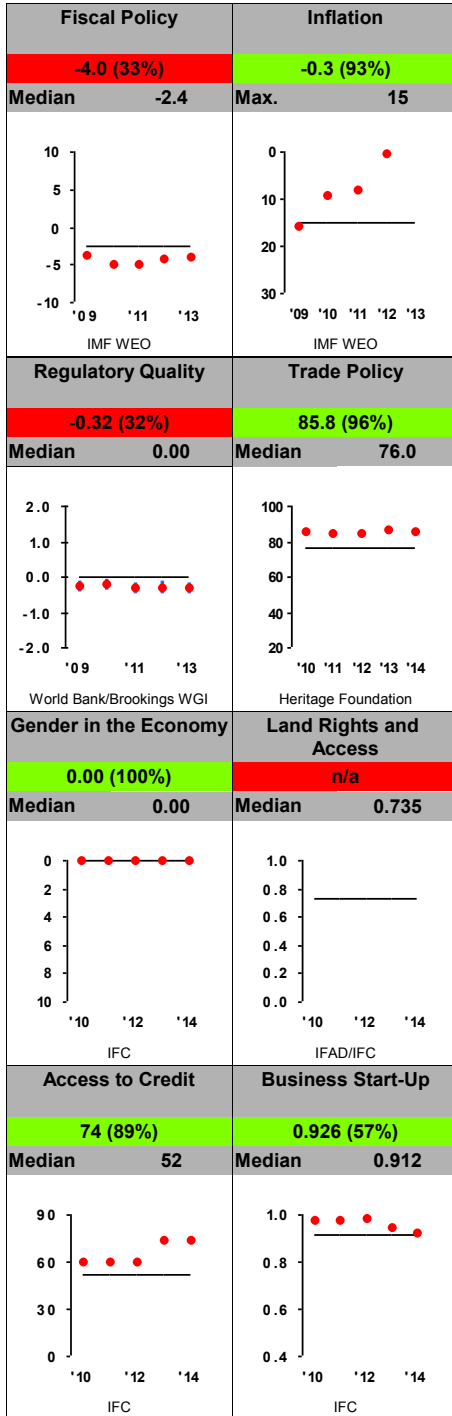 Fiscal Policy
-4.0 (33%)
Median -2.4
10
5
0
-5
-10
'09 '11 '13
IMF WEO
Inflation
-0.3 (93%)
Max. 15
0
10
20
30
'09 '10 '11 '12 '13
IMF WEO
Regulatory Quality
-0.32 (32%)
Median 0.00
2.0
1.0
0.0
-1.0
-2.0
'09 '11 '13
World Bank/Brookings WGI
Trade Policy
85.8 (96%)
Median 76.0
100
80
60
40
20
'10 '11 '12 '13 '14
Heritage Foundation
Gender in the Economy
0.00 (100%)
Median 0.00
0
2
4
6
8
10
'10 '12 '14
IFC
Land Rights and
Access
n/a
Median 0.735
1.0
0.8
0.6
0.4
0.2
0.0
'10 '12 '14
IFAD/IFC
Access to Credit
74 (89%)
Median 52
90
60
30
0
'10 '12 '14
IFC
Business Start-Up
0.926 (57%)
Median 0.912
1.0
0.8
0.6
0.4
'10 '12 '14
IFC